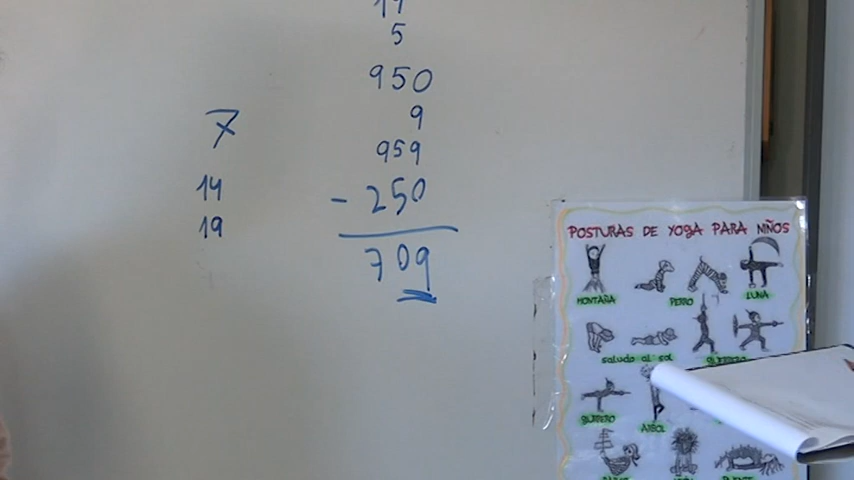 5
950
9
959
- 250
709
7
14
19
POSTURAS DE YOGA PARA NIÑOS
MONTAÑA
PERRO
LUNA
saludo al sol
GUERRERO
ÁRBOL